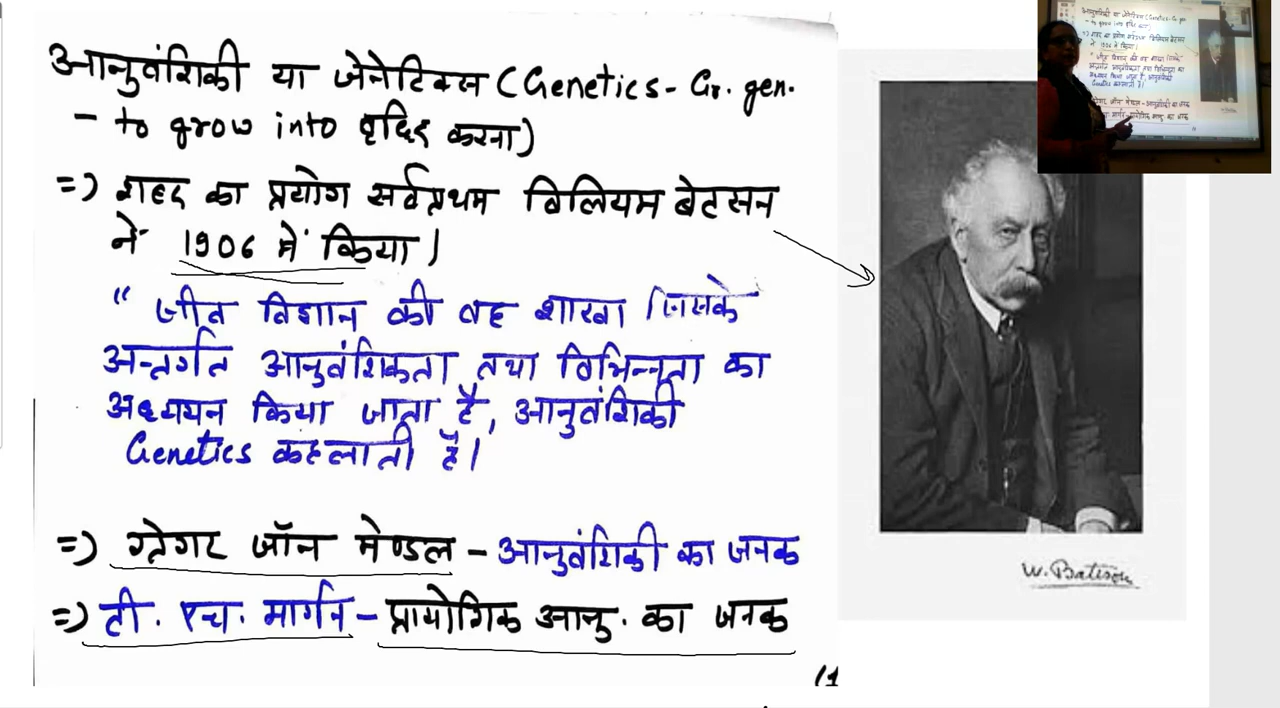 आनुवंशिकी या जेनेटिक्स (Genetics - Gr. gen.
- to grow into वृद्धि करना)
=> शब्द का प्रयोग सर्वप्रथम विलियम बेटसन
ने 1906 में किया।
“ जीव विज्ञान की वह शाखा जिसके
अन्तर्गत आनुवंशिकता तथा विभिन्नता का
अध्ययन किया जाता है, आनुवंशिकी
Genetics कहलाती है।
=> ग्रेगर जॉन मेण्डल - आनुवंशिकी का जनक
=> टी. एच. मार्गन - प्रायोगिक आनु. का जनक
W. Bateson